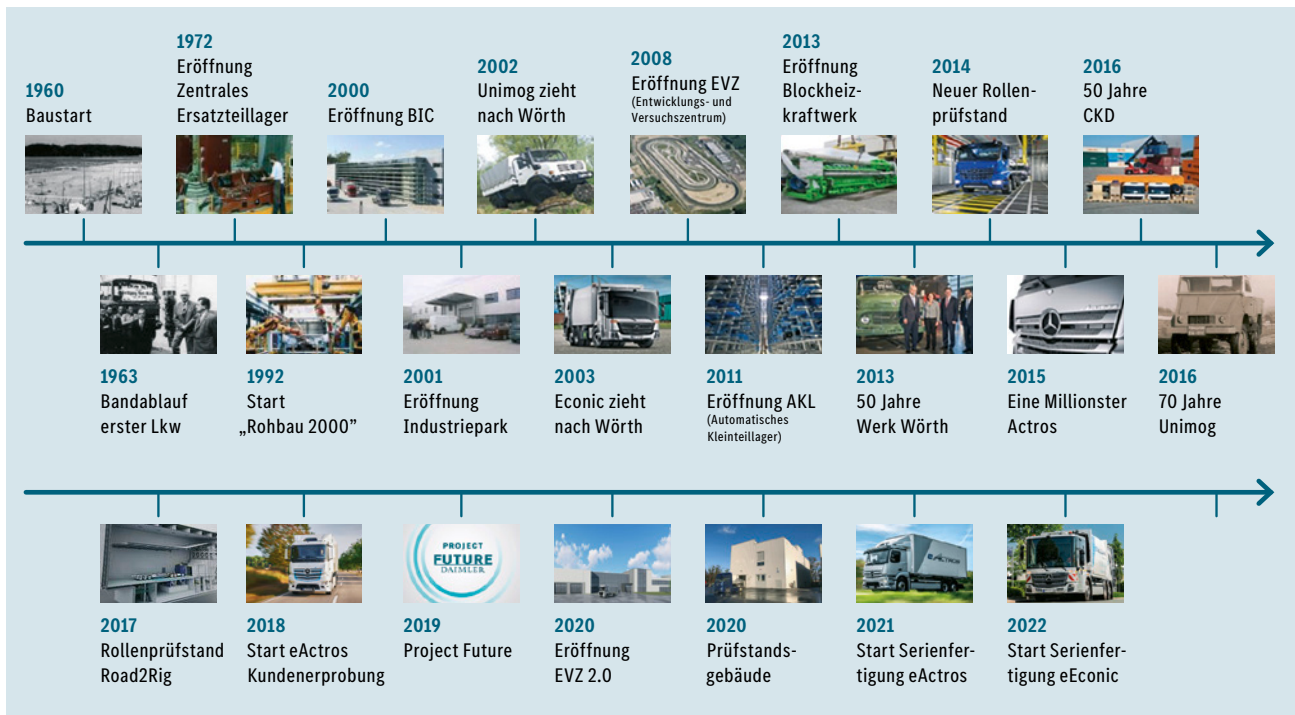 1960
Baustart
1972
Eröffnung
Zentrales
Ersatzteillager
2000
Eröffnung BIC
2002
Unimog zieht
nach Wörth
2008
Eröffnung EVZ
(Entwicklungs- und
Versuchszentrum)
2013
Eröffnung
Blockheiz-
kraftwerk
2014
Neuer Rollen-
prüfstand
2016
50 Jahre
CKD
1963
Bandablauf
erster Lkw
1992
Start
„Rohbau 2000”
2001
Eröffnung
Industriepark
2003
Econic zieht
nach Wörth
2011
Eröffnung AKL
(Automatisches
Kleinteillager)
2013
50 Jahre
Werk Wörth
2015
Eine Millionster
Actros
2016
70 Jahre
Unimog
2017
Rollenprüfstand
Road2Rig
2018
Start eActros
Kundenerprobung
PROJECT
FUTURE
DAIMLER
2019
Project Future
2020
Eröffnung
EVZ 2.0
2020
Prüfstands-
gebäude
EACTROS
2021
Start Serienfer-
tigung eActros
2022
Start Serienfer-
tigung eEconic